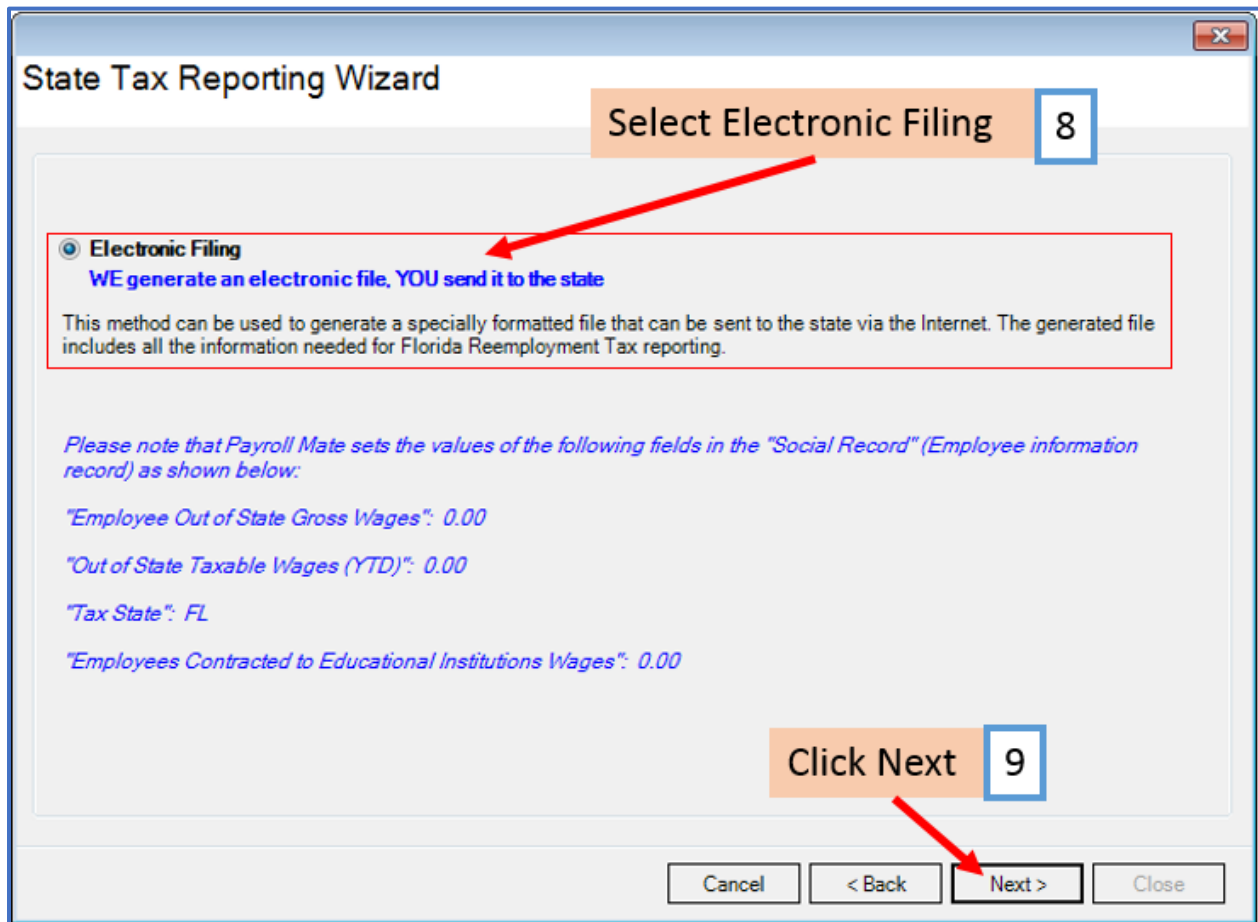 State Tax Reporting Wizard
Select Electronic Filing 8
Electronic Filing
WE generate an electronic file, YOU send it to the state
This method can be used to generate a specially formatted file that can be sent to the state via the Internet. The generated file
includes all the information needed for Florida Reemployment Tax reporting.
Please note that Payroll Mate sets the values of the following fields in the "Social Record" (Employee information
record) as shown below:
"Employee Out of State Gross Wages": 0.00
"Out of State Taxable Wages (YTD)": 0.00
"Tax State": FL
"Employees Contracted to Educational Institutions Wages": 0.00
Click Next 9
Cancel < Back Next > Close